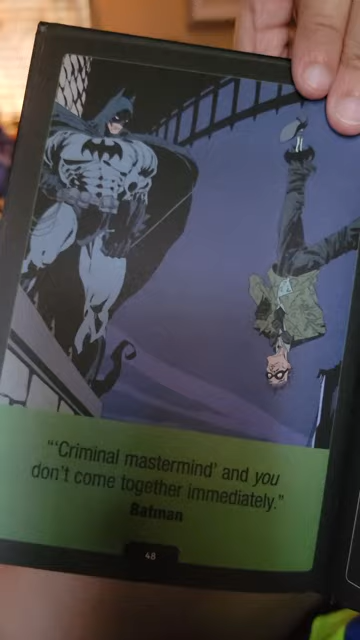 "'Criminal mastermind' and you
don't come together immediately."
Batman
48